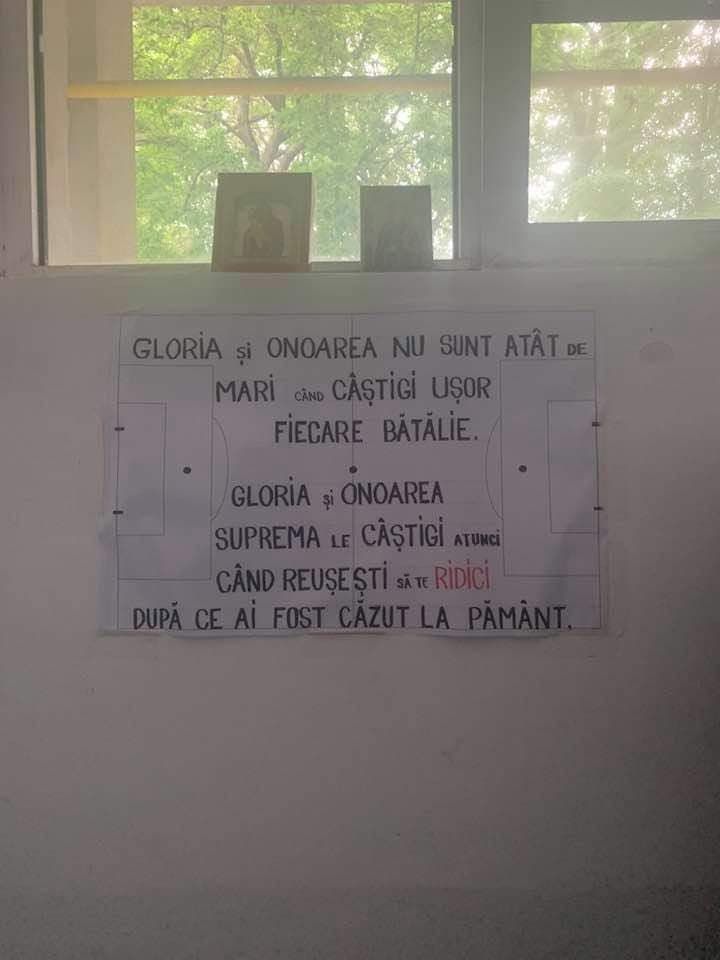 GLORIA și ONOAREA NU SUNT ATÂT DE
MARI CÂND CÂȘTIGI UȘOR
FIECARE BĂTĂLIE.
GLORIA și ONOAREA
SUPREMA LE CÂȘTIGI ATUNCI
CÂND REUȘEȘTI SĂ TE RIDICI
DUPĂ CE AI FOST CĂZUT LA PĂMÂNT.